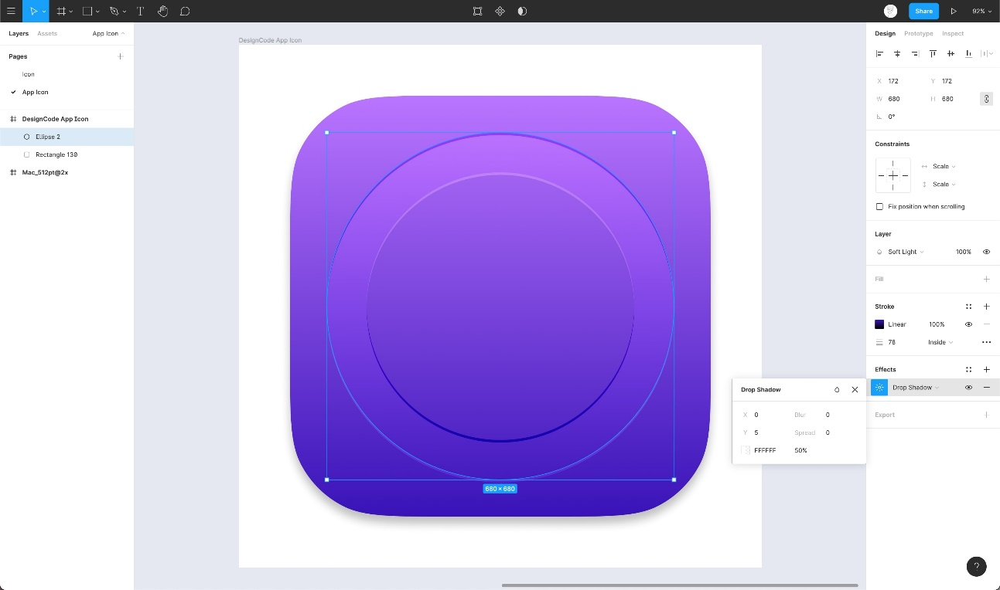 T
Share
92%
Layers
Assets
App Icon
Pages
Icon
App Icon
DesignCode App Icon
Ellipse 2
Rectangle 130
Mac_512pt@2x
DesignCode App Icon
680 × 680
Drop Shadow
X 0 Blur 0
Y 5 Spread 0
FFFFFF 50%
Design
Prototype
Inspect
X 172 Y 172
W 680 H 680
0°
Constraints
Scale
Scale
Fix position when scrolling
Layer
Soft Light 100%
Fill
Stroke
Linear 100%
78 Inside
Effects
Drop Shadow
Export
?